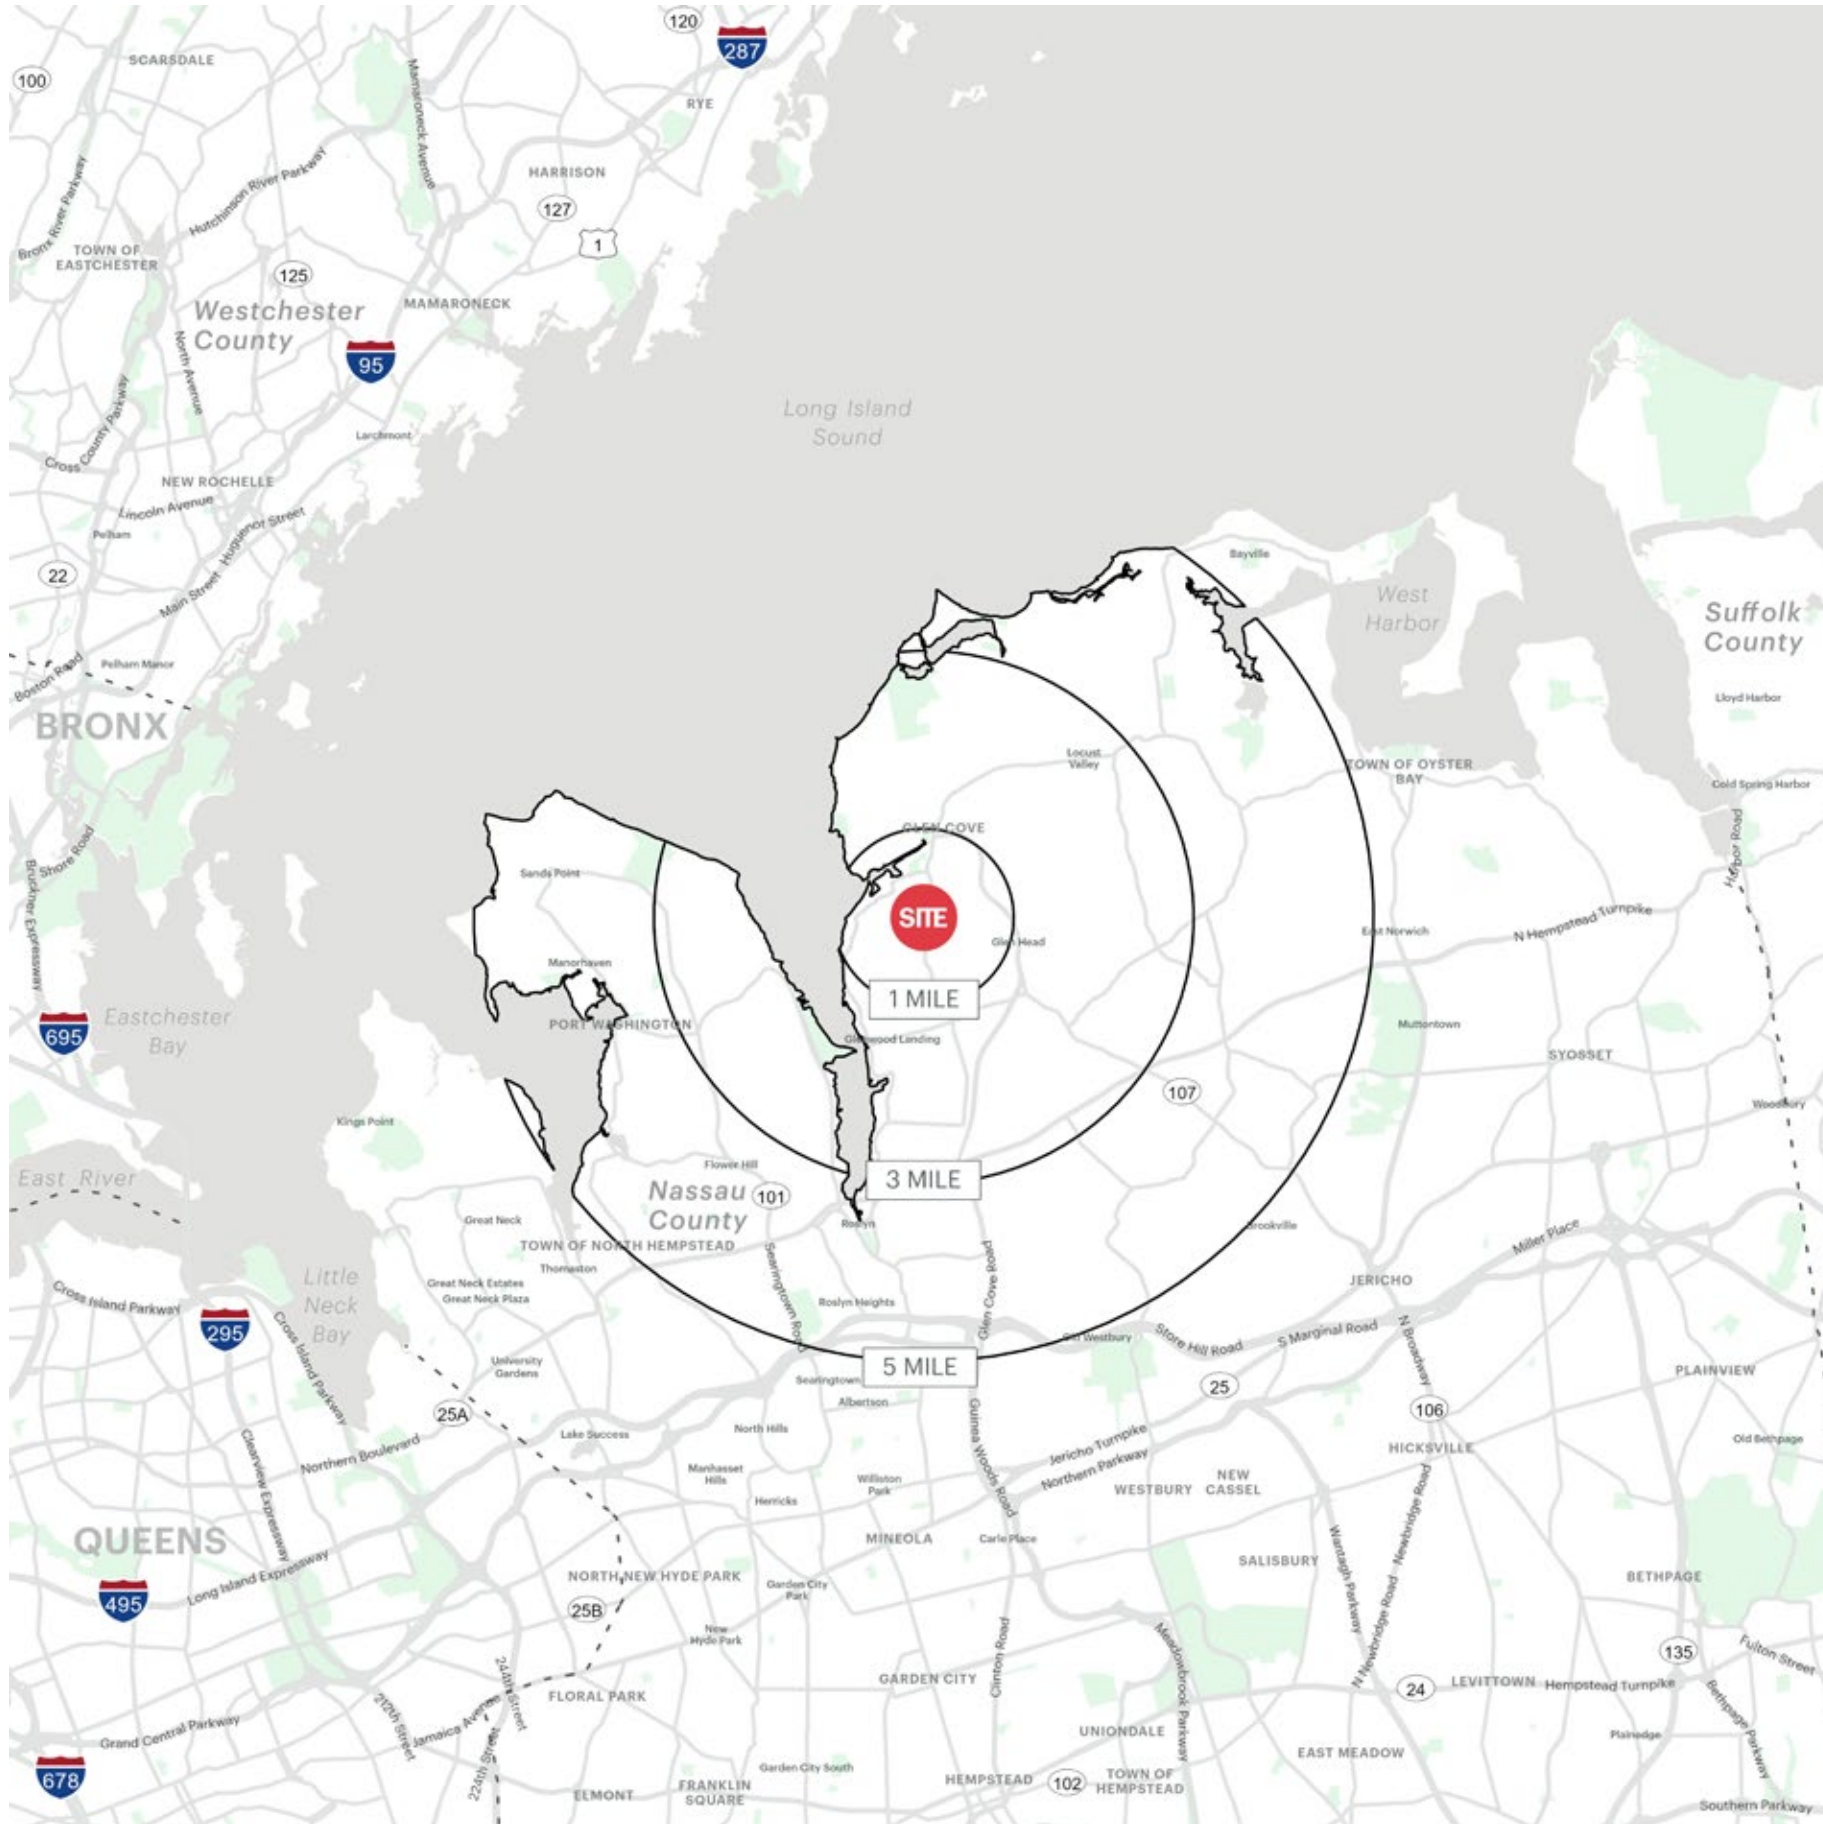 120
287
SCARSDALE
100
Mamaroneck Avenue
RYE
HARRISON
Hutchinson River Parkway
Bronx River Parkway
127
1
TOWN OF
EASTCHESTER
125
Westchester
County
MAMARONECK
North Avenue
95
Long Island
Sound
Cross County Parkway
Larchmont
NEW ROCHELLE
Lincoln Avenue
Huguenot Street
Pelham
Bayville
22
Main Street
West
Harbor
Suffolk
County
Boston Road
Pelham Manor
Lloyd Harbor
BRONX
Locust
Valley
TOWN OF OYSTER
BAY
Cold Spring Harbor
GLEN COVE
Harbor Road
Shore Road
Sands Point
Bruckner Expressway
SITE
N Hempstead Turnpike
East Norwich
Glen Head
Manorhaven
1 MILE
Eastchester
Bay
695
PORT WASHINGTON
Muttontown
Glenwood Landing
SYOSSET
107
Woodbury
Kings Point
East River
Flower Hill
3 MILE
Nassau
County
101
Great Neck
Roslyn
Brookville
TOWN OF NORTH HEMPSTEAD
Miller Place
Thomaston
Little
Neck
Bay
Great Neck Estates
Great Neck Plaza
JERICHO
Searingtown Road
Glen Cove Road
Cross Island Parkway
Roslyn Heights
295
Cross Island Parkway
Old Westbury
Store Hill Road
S Marginal Road
N Broadway
5 MILE
University
Gardens
Searingtown
PLAINVIEW
25
Albertson
25A
106
Lake Success
North Hills
Guinea Woods Road
Jericho Turnpike
HICKSVILLE
Old Bethpage
Northern Boulevard
Clearview Expressway
Manhasset
Hills
Williston
Park
Northern Parkway
WESTBURY
NEW
CASSEL
Herricks
Newbridge Road
QUEENS
MINEOLA
Carle Place
Wantagh Parkway
SALISBURY
Long Island Expressway
495
NORTH NEW HYDE PARK
Garden City
Park
BETHPAGE
25B
N Newbridge Road
New
Hyde Park
Clinton Road
Meadowbrook Parkway
135
Fulton Street
244th Street
GARDEN CITY
24
LEVITTOWN
Hempstead Turnpike
212th Street
Jamaica Avenue
FLORAL PARK
Bethpage Parkway
Grand Central Parkway
UNIONDALE
Plainedge
EAST MEADOW
224th Street
678
Garden City South
HEMPSTEAD
102
TOWN OF
HEMPSTEAD
ELMONT
FRANKLIN
SQUARE
Southern Parkway